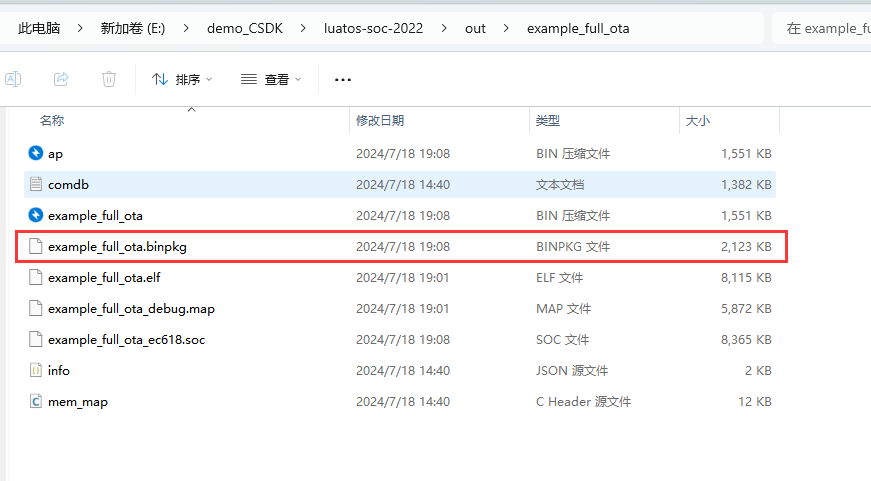 此电脑 > 新加卷 (E:) > demo_CSDK > luatos-soc-2022 > out > example_full_ota 在 example_fu
排序 查看 ...
名称 修改日期 类型 大小
ap 2024/7/18 19:08 BIN 压缩文件 1,551 KB
comdb 2024/7/18 14:40 文本文档 1,382 KB
example_full_ota 2024/7/18 19:08 BIN 压缩文件 1,551 KB
example_full_ota.binpkg 2024/7/18 19:08 BINPKG 文件 2,123 KB
example_full_ota.elf 2024/7/18 19:01 ELF 文件 8,115 KB
example_full_ota_debug.map 2024/7/18 19:01 MAP 文件 5,872 KB
example_full_ota_ec618.soc 2024/7/18 19:08 SOC 文件 8,365 KB
info 2024/7/18 14:40 JSON 源文件 2 KB
mem_map 2024/7/18 14:40 C Header 源文件 12 KB